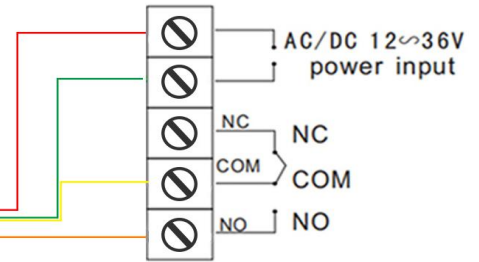 AC/DC 12∽36V
power input
NC
NC
COM
COM
NO
NO